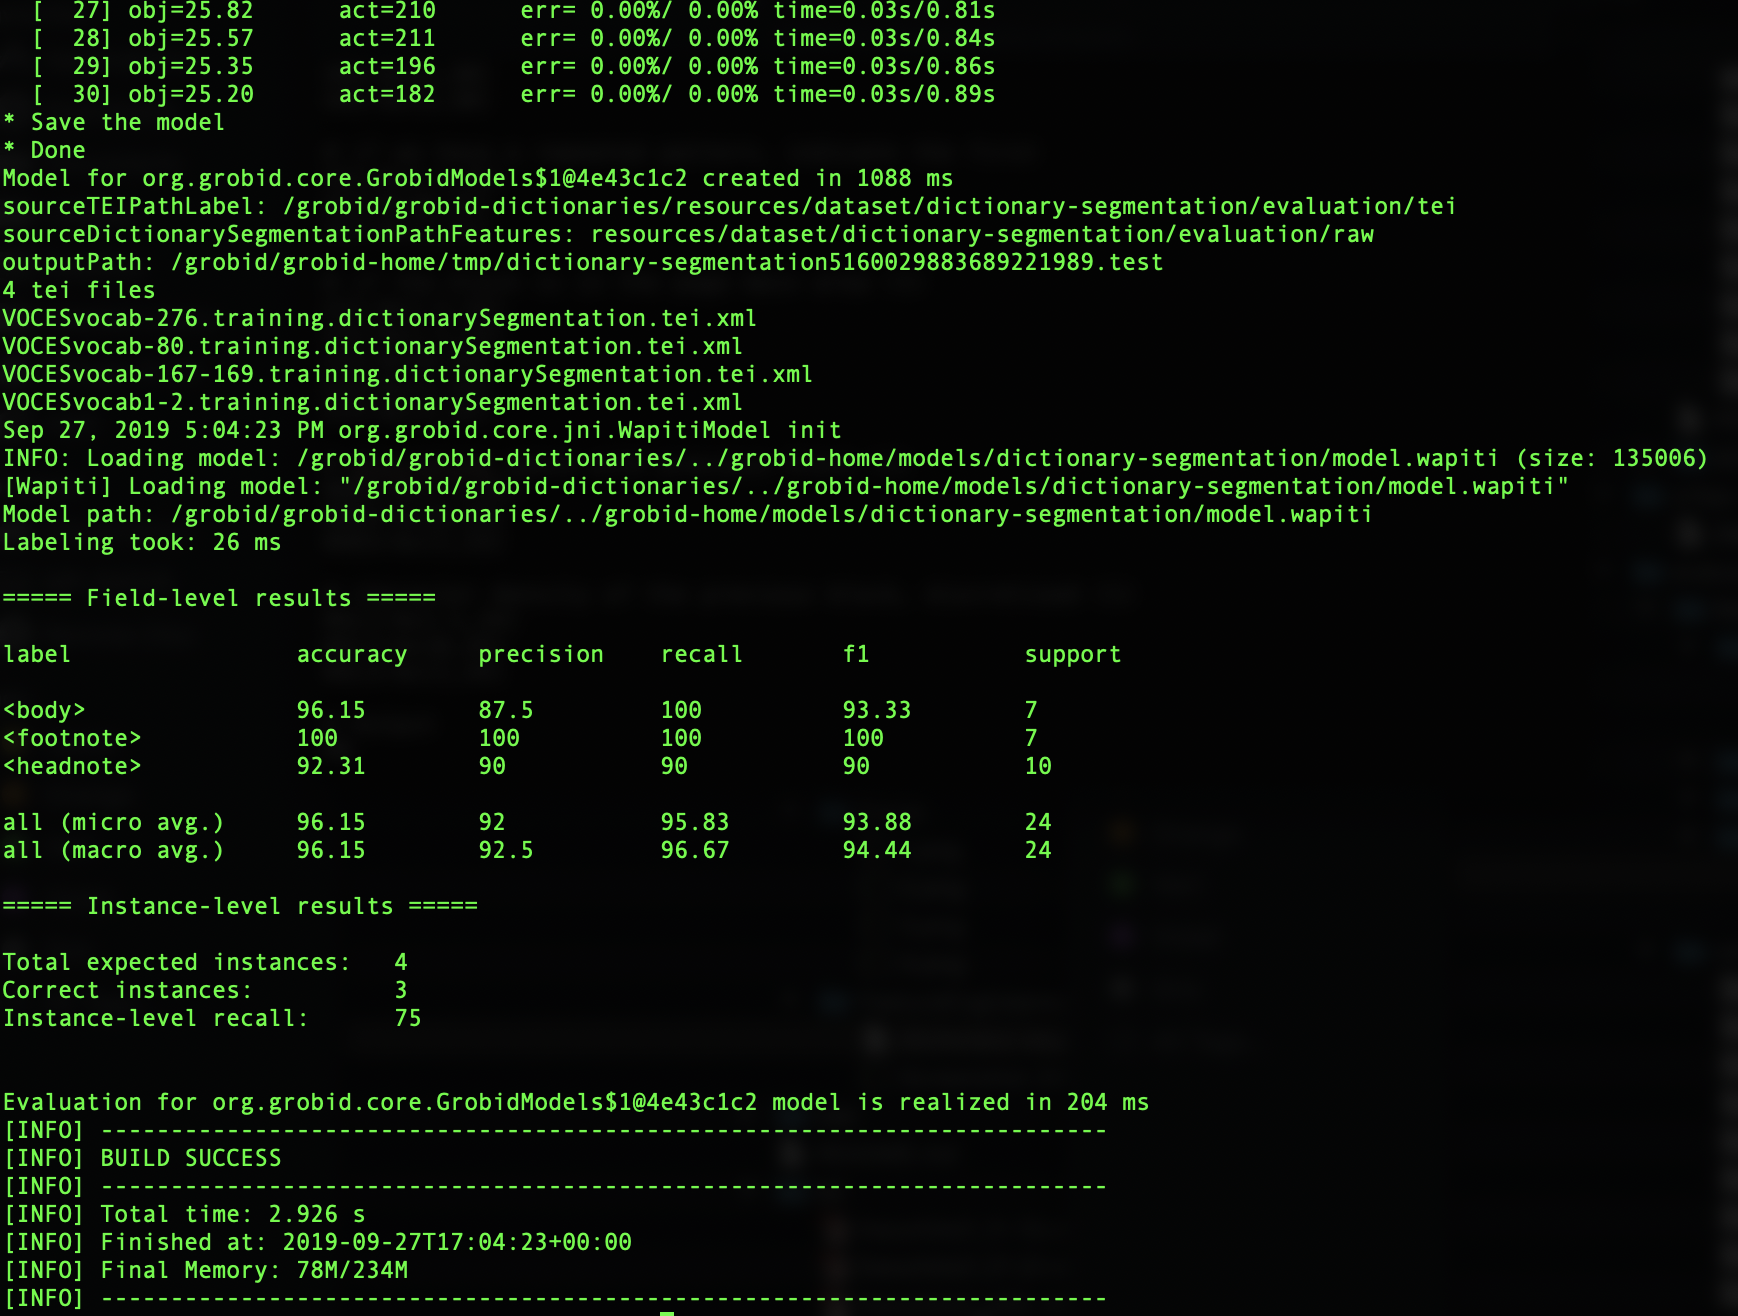 [  27] obj=25.82      act=210      err= 0.00%/ 0.00% time=0.03s/0.81s
[  28] obj=25.57      act=211      err= 0.00%/ 0.00% time=0.03s/0.84s
[  29] obj=25.35      act=196      err= 0.00%/ 0.00% time=0.03s/0.86s
[  30] obj=25.20      act=182      err= 0.00%/ 0.00% time=0.03s/0.89s
* Save the model
* Done
Model for org.grobid.core.GrobidModels$1@4e43c1c2 created in 1088 ms
sourceTEIPathLabel: /grobid/grobid-dictionaries/resources/dataset/dictionary-segmentation/evaluation/tei
sourceDictionarySegmentationPathFeatures: resources/dataset/dictionary-segmentation/evaluation/raw
outputPath: /grobid/grobid-home/tmp/dictionary-segmentation5160029883689221989.test
4 tei files
VOCESvocab-276.training.dictionarySegmentation.tei.xml
VOCESvocab-80.training.dictionarySegmentation.tei.xml
VOCESvocab-167-169.training.dictionarySegmentation.tei.xml
VOCESvocab1-2.training.dictionarySegmentation.tei.xml
Sep 27, 2019 5:04:23 PM org.grobid.core.jni.WapitiModel init
INFO: Loading model: /grobid/grobid-dictionaries/../grobid-home/models/dictionary-segmentation/model.wapiti (size: 135006)
[Wapiti] Loading model: "/grobid/grobid-dictionaries/../grobid-home/models/dictionary-segmentation/model.wapiti"
Model path: /grobid/grobid-dictionaries/../grobid-home/models/dictionary-segmentation/model.wapiti
Labeling took: 26 ms
===== Field-level results =====
label                accuracy     precision    recall       f1           support
<body>               96.15        87.5         100          93.33        7
<footnote>           100          100          100          100          7
<headnote>           92.31        90           90           90           10
all (micro avg.)     96.15        92           95.83        93.88        24
all (macro avg.)     96.15        92.5         96.67        94.44        24
===== Instance-level results =====
Total expected instances:   4
Correct instances:          3
Instance-level recall:      75
Evaluation for org.grobid.core.GrobidModels$1@4e43c1c2 model is realized in 204 ms
[INFO] ------------------------------------------------------------------------
[INFO] BUILD SUCCESS
[INFO] ------------------------------------------------------------------------
[INFO] Total time: 2.926 s
[INFO] Finished at: 2019-09-27T17:04:23+00:00
[INFO] Final Memory: 78M/234M
[INFO] ------------------------------------------------------------------------